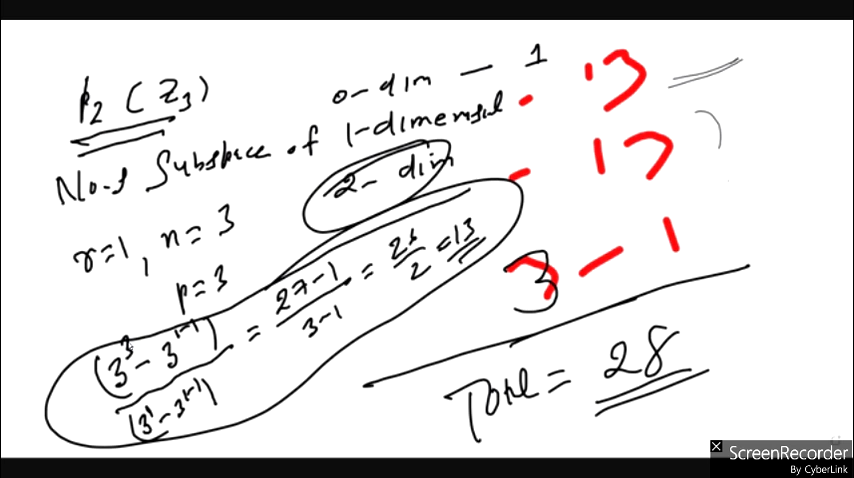 P2 (Z3)
0-dim — 1
No. of Subspace of 1-dimensional - 13
2-dim - 13
r=1, n=3
3 - 1
p=3
(3^3 - 3^1-1) / (3^1 - 3^1-1) = 27-1 / 3-1 = 26/2 = 13
Total = 28
ScreenRecorder
By CyberLink